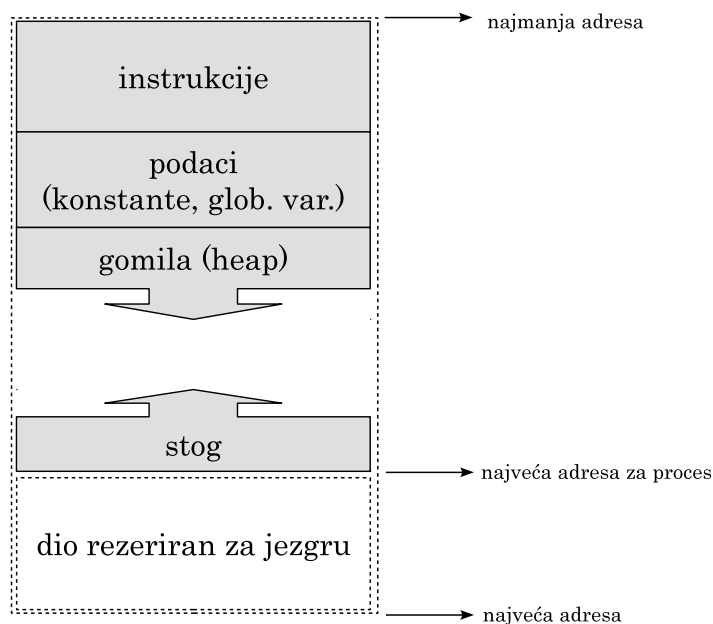 najmanja adresa
instrukcije
podaci
(konstante, glob. var.)
gomila (heap)
stog
najveća adresa za proces
dio rezeriran za jezgru
najveća adresa